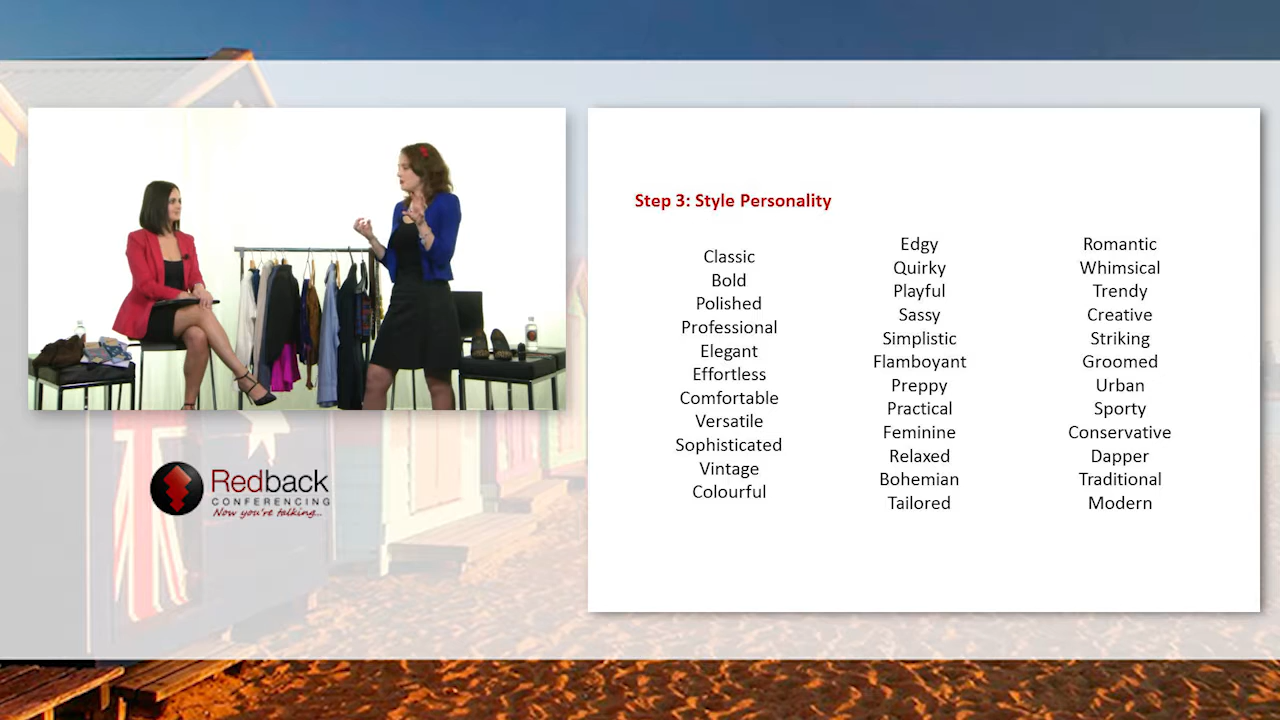 Step 3: Style Personality
Classic
Bold
Polished
Professional
Elegant
Effortless
Comfortable
Versatile
Sophisticated
Vintage
Colourful
Edgy
Quirky
Playful
Sassy
Simplistic
Flamboyant
Preppy
Practical
Feminine
Relaxed
Bohemian
Tailored
Romantic
Whimsical
Trendy
Creative
Striking
Groomed
Urban
Sporty
Conservative
Dapper
Traditional
Modern
Redback
CONFERENCING
Now you're talking...